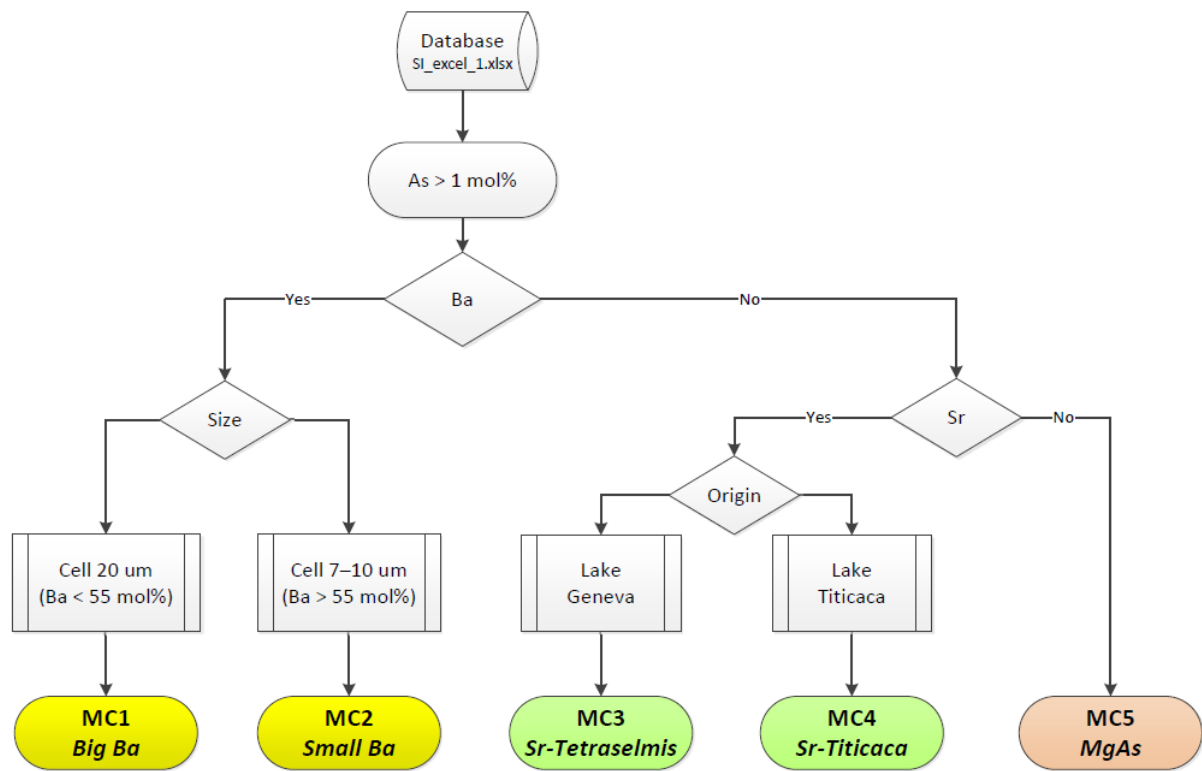 Database
SI_excel_1.xlsx
As > 1 mol%
Ba
Yes
No
Size
Sr
Yes
No
Origin
Cell 20 um
(Ba < 55 mol%)
Cell 7–10 um
(Ba > 55 mol%)
Lake
Geneva
Lake
Titicaca
MC1
Big Ba
MC2
Small Ba
MC3
Sr-Tetraselmis
MC4
Sr-Titicaca
MC5
MgAs